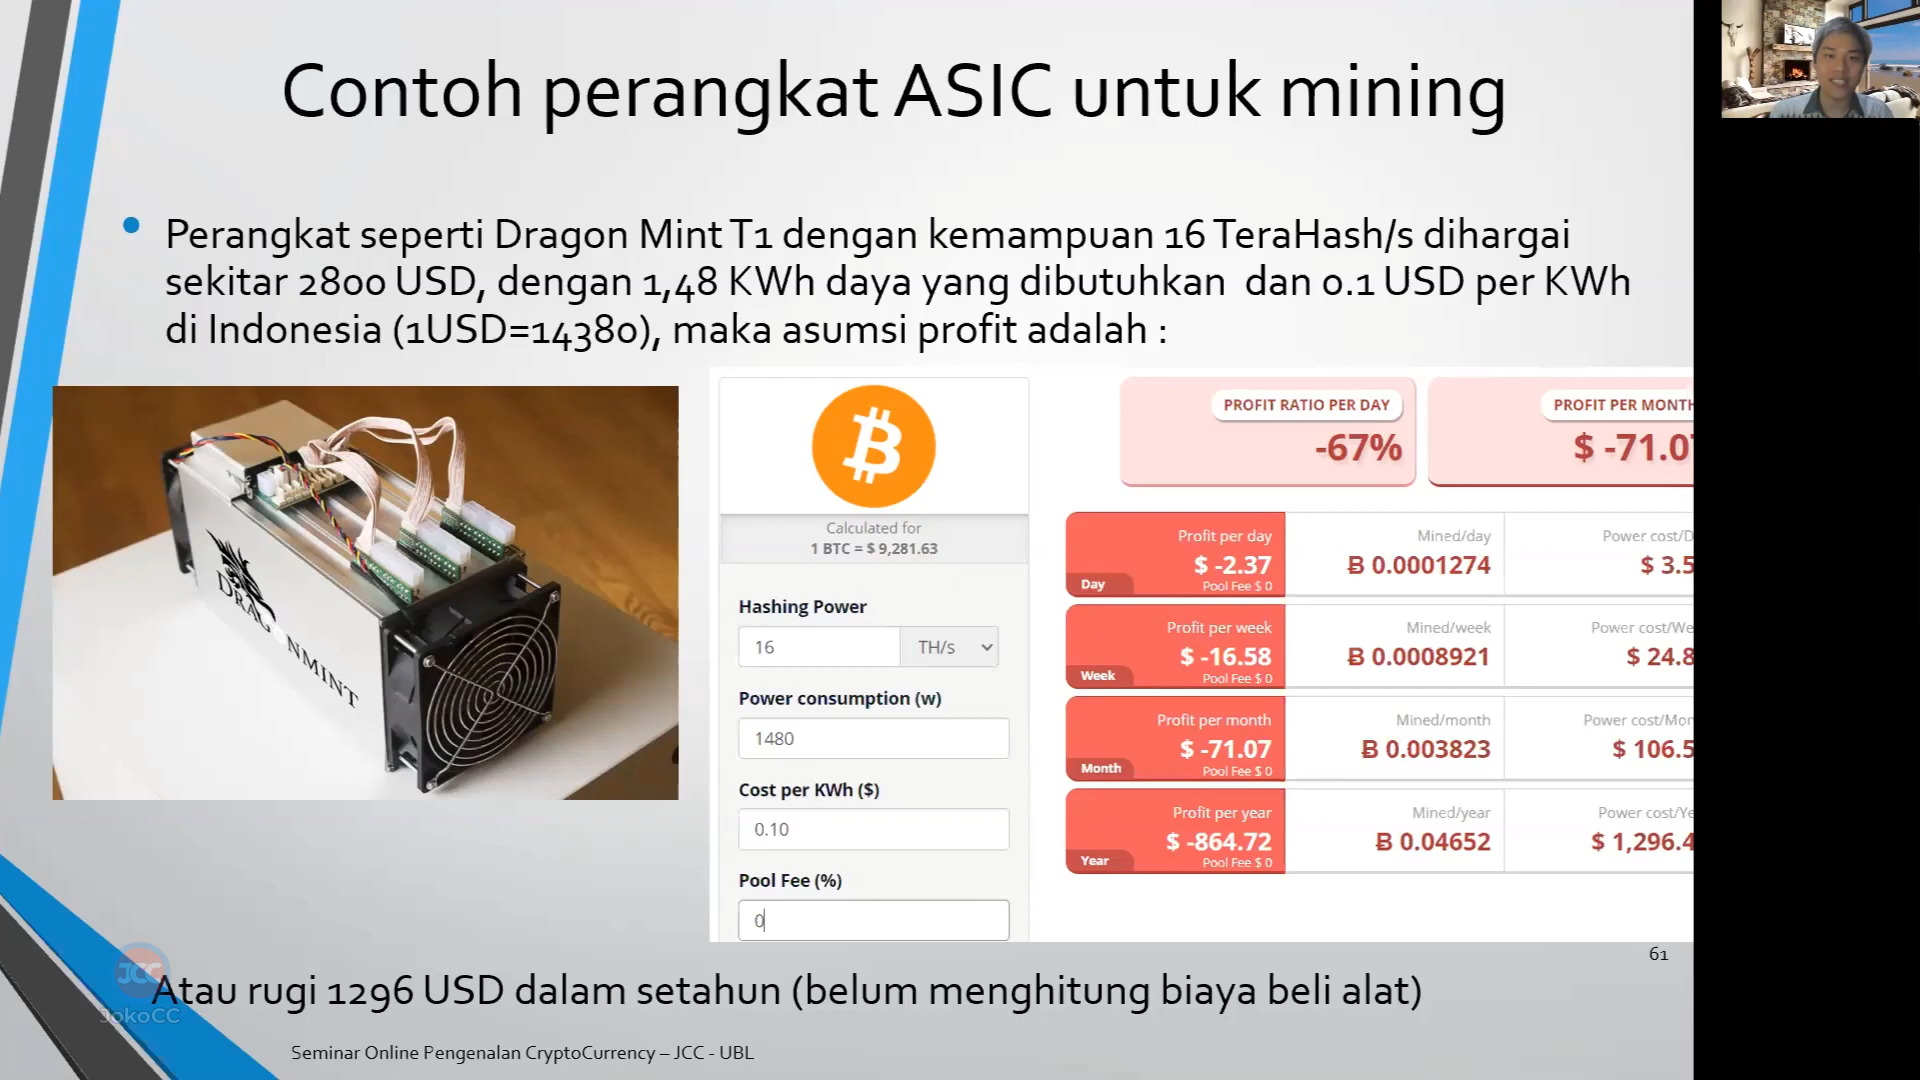 Contoh perangkat ASIC untuk mining
• Perangkat seperti Dragon Mint T1 dengan kemampuan 16 TeraHash/s dihargai
sekitar 2800 USD, dengan 1,48 KWh daya yang dibutuhkan dan 0.1 USD per KWh
di Indonesia (1USD=14380), maka asumsi profit adalah :
DRAGONMINT
Calculated for
1 BTC = $ 9,281.63
Hashing Power
16 TH/s
Power consumption (w)
1480
Cost per KWh ($)
0.10
Pool Fee (%)
0
PROFIT RATIO PER DAY
-67%
PROFIT PER MONTH
$ -71.07
Profit per day
$ -2.37
Pool Fee $ 0
Day
Mined/day
Ƀ 0.0001274
Power cost/D
$ 3.5
Profit per week
$ -16.58
Pool Fee $ 0
Week
Mined/week
Ƀ 0.0008921
Power cost/We
$ 24.8
Profit per month
$ -71.07
Pool Fee $ 0
Month
Mined/month
Ƀ 0.003823
Power cost/Mon
$ 106.5
Profit per year
$ -864.72
Pool Fee $ 0
Year
Mined/year
Ƀ 0.04652
Power cost/Ye
$ 1,296.4
61
Atau rugi 1296 USD dalam setahun (belum menghitung biaya beli alat)
JCC
JokoCC
Seminar Online Pengenalan CryptoCurrency – JCC - UBL